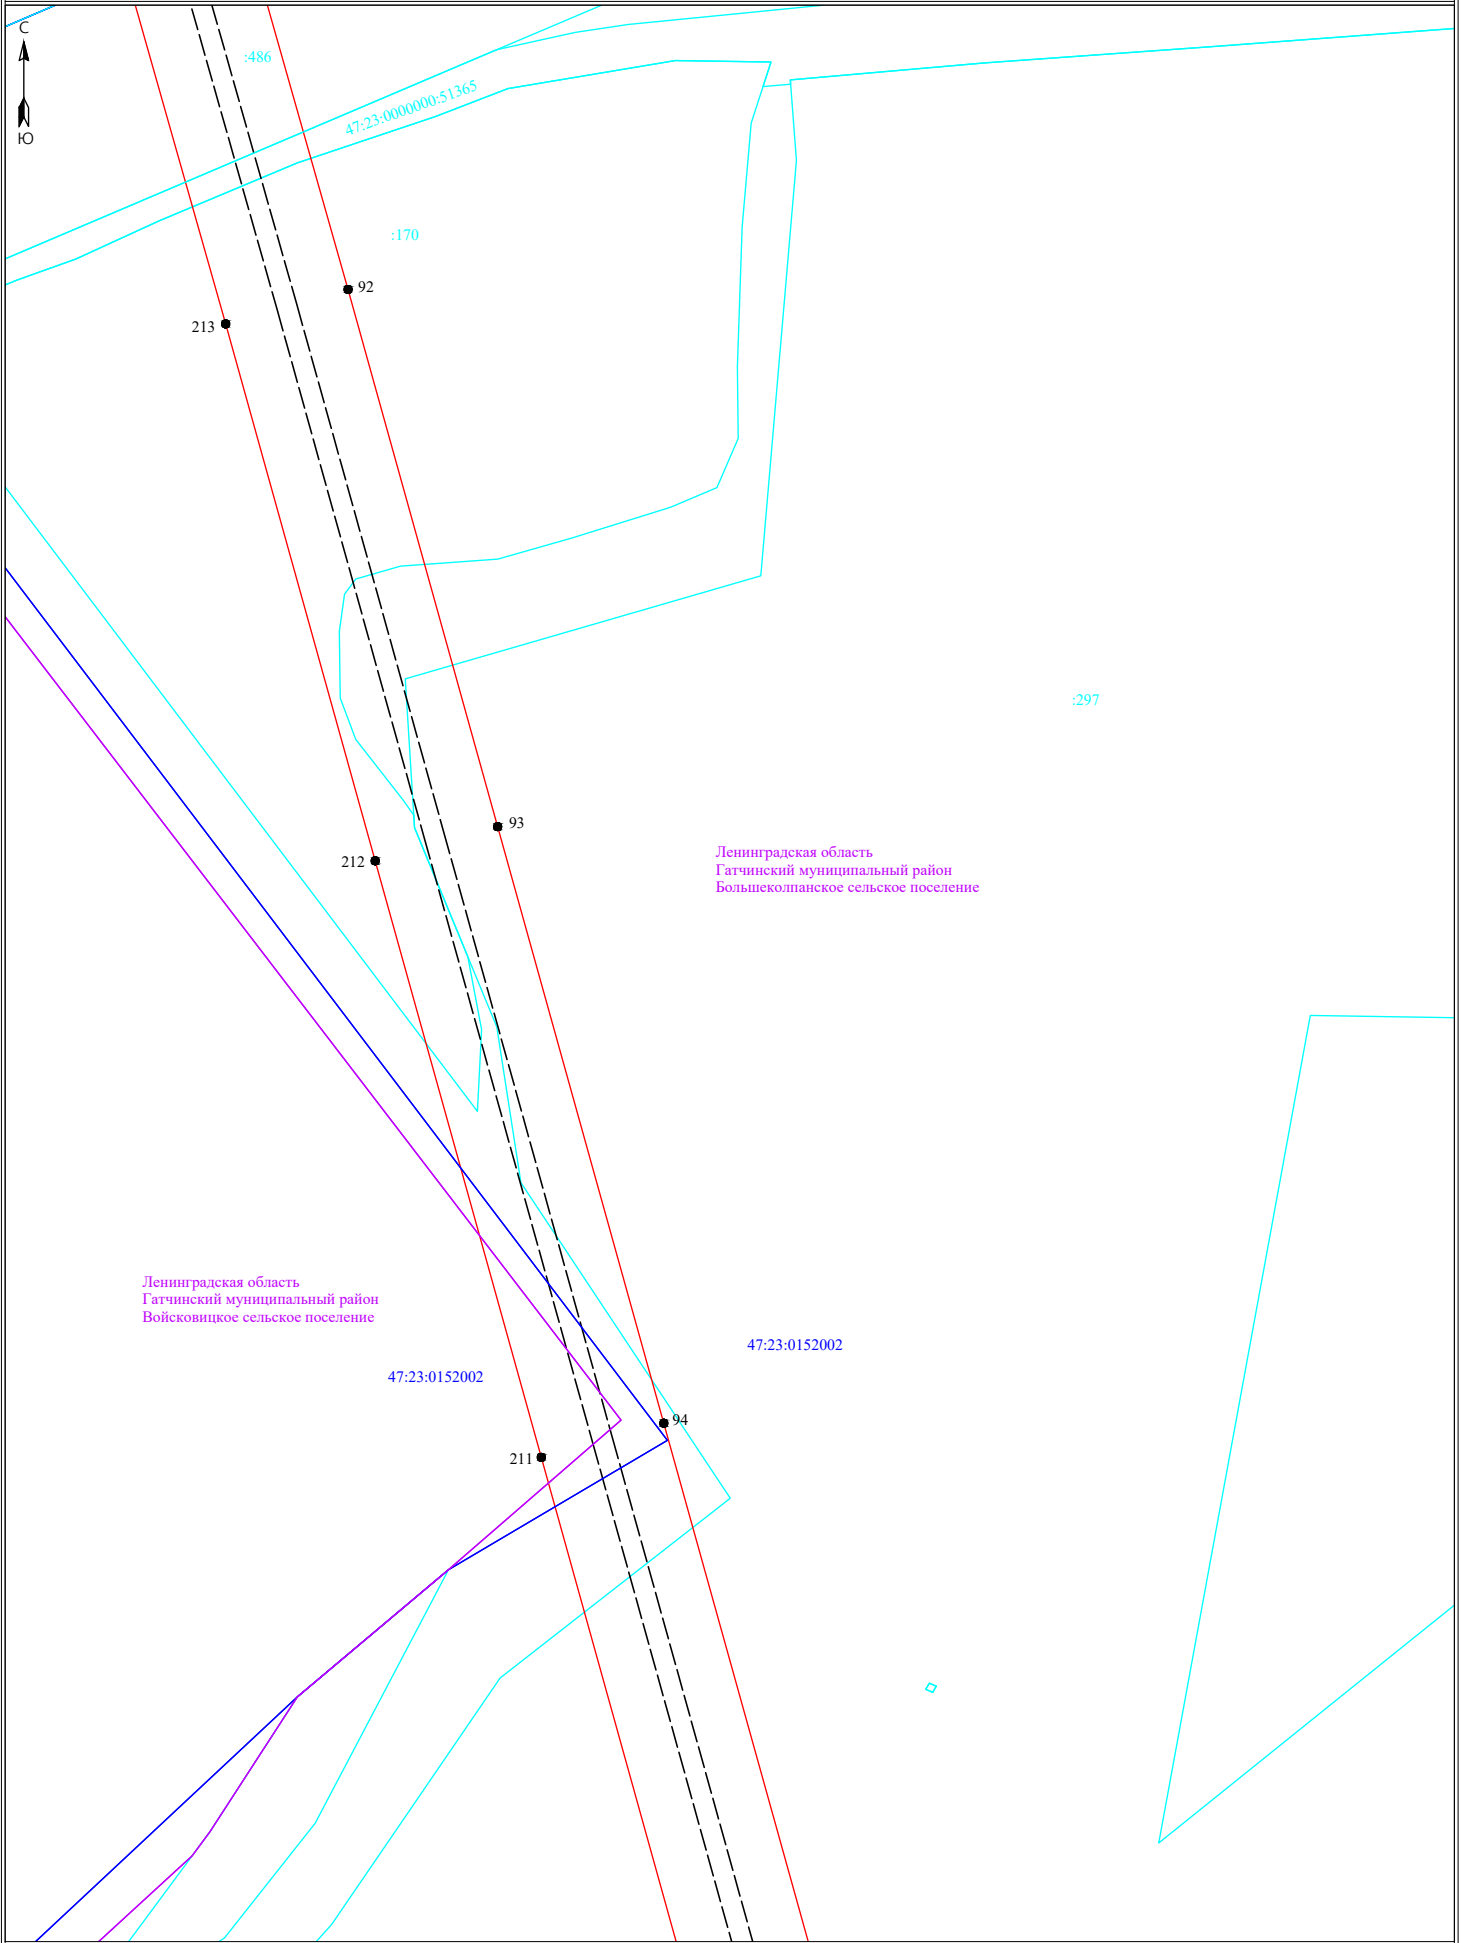 С
Ю
:486
47:23:0000000:51365
:170
92
213
:297
93
212
Ленинградская область
Гатчинский муниципальный район
Большеколпанское сельское поселение
Ленинградская область
Гатчинский муниципальный район
Войсковицкое сельское поселение
47:23:0152002
47:23:0152002
94
211